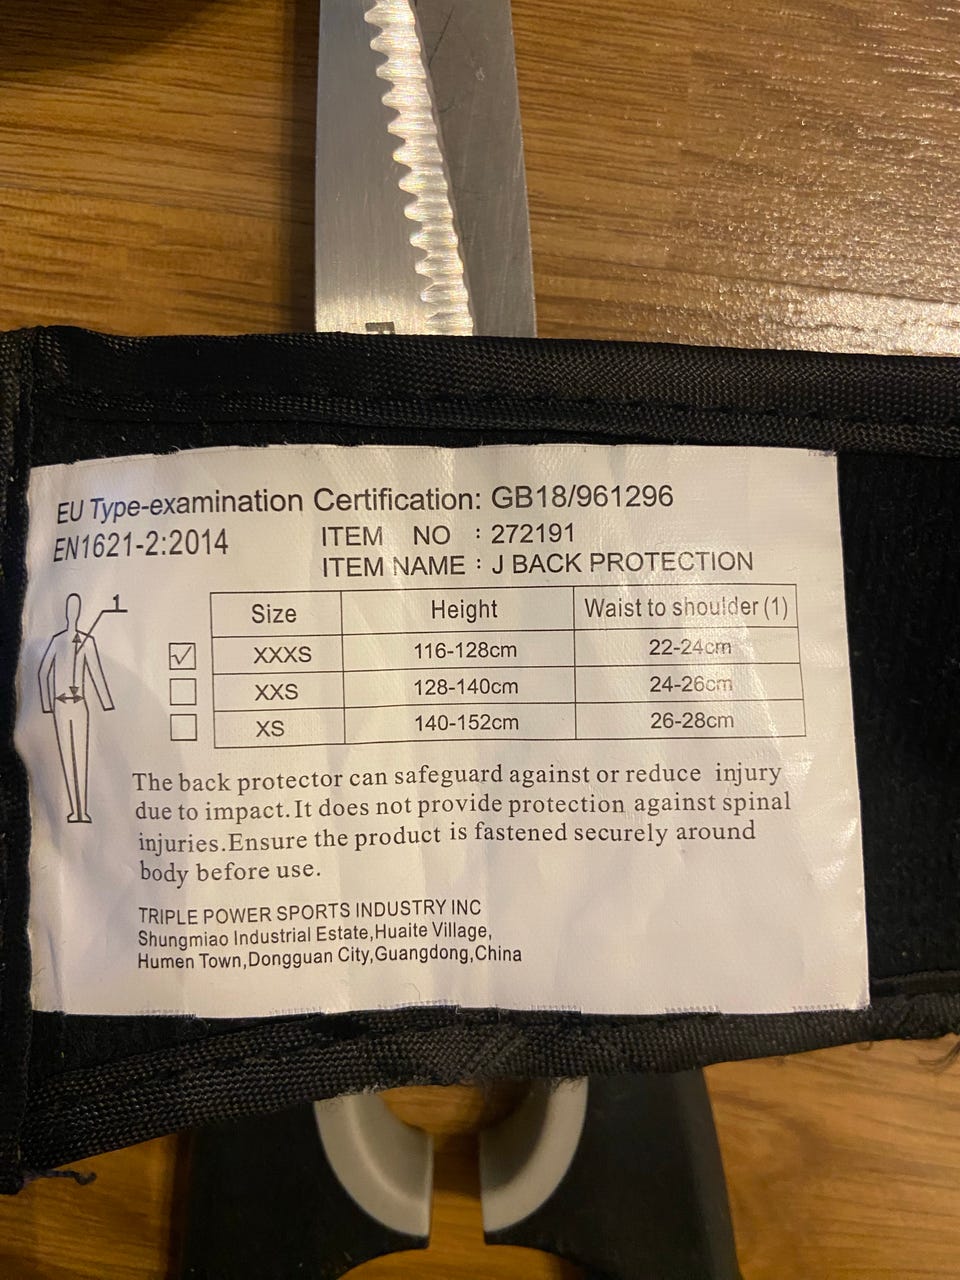 EU Type-examination Certification: GB18/961296
EN1621-2:2014
ITEM NO : 272191
ITEM NAME : J BACK PROTECTION
1
Size Height Waist to shoulder (1)
XXXS 116-128cm 22-24cm
XXS 128-140cm 24-26cm
XS 140-152cm 26-28cm
The back protector can safeguard against or reduce injury
due to impact.It does not provide protection against spinal
injuries.Ensure the product is fastened securely around
body before use.
TRIPLE POWER SPORTS INDUSTRY INC
Shungmiao Industrial Estate,Huaite Village,
Humen Town,Dongguan City,Guangdong,China